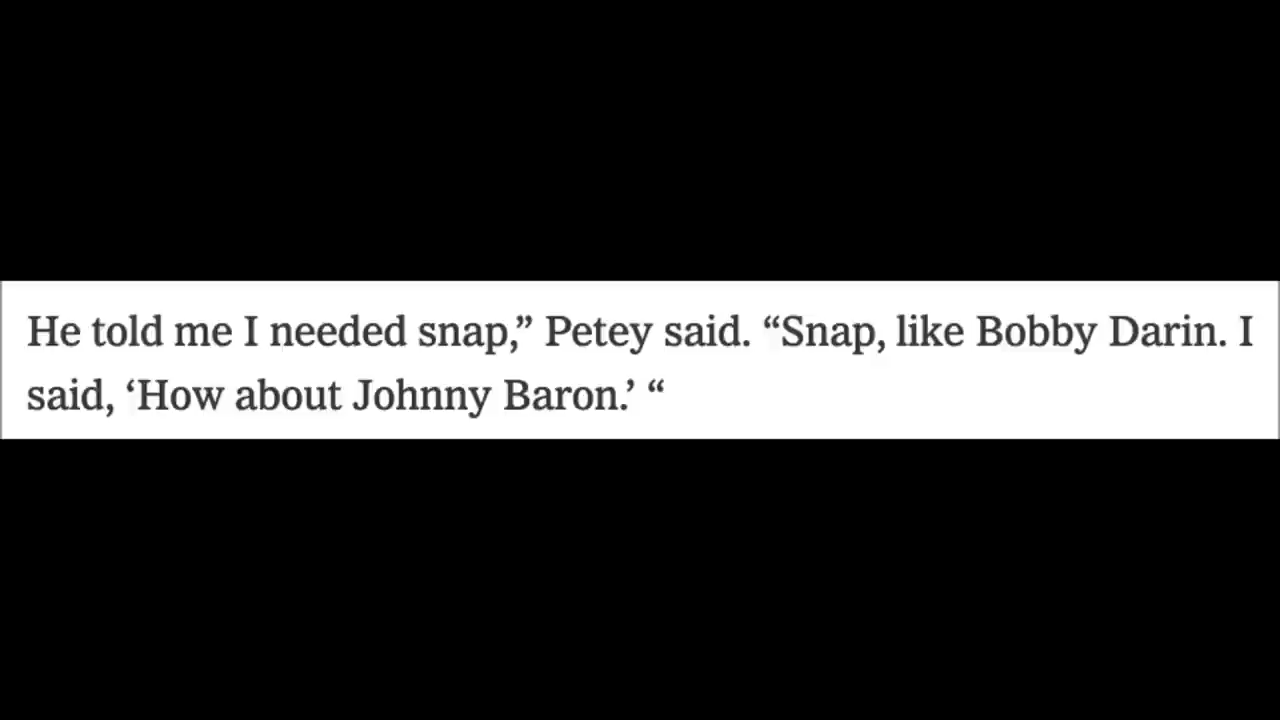 He told me I needed snap,” Petey said. “Snap, like Bobby Darin. I
said, ‘How about Johnny Baron.’ “